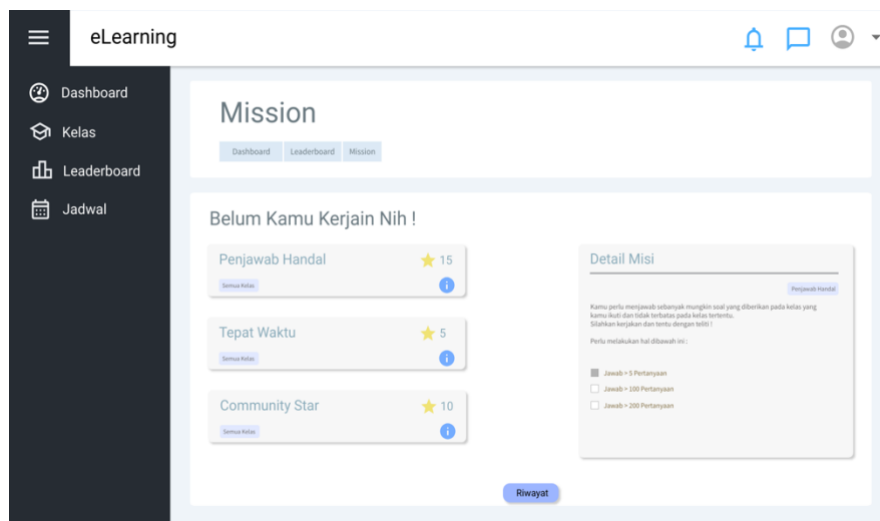 eLearning
Dashboard
Kelas
Leaderboard
Jadwal
Mission
Dashboard Leaderboard Mission
Belum Kamu Kerjain Nih !
Penjawab Handal 15
Semua Kelas
Tepat Waktu 5
Semua Kelas
Community Star 10
Semua Kelas
Detail Misi
Penjawab Handal
Kamu perlu menjawab sebanyak mungkin soal yang diberikan pada kelas yang
kamu ikuti dan tidak terbatas pada kelas tertentu.
Silahkan kerjakan dan tentu dengan teliti !
Perlu melakukan hal dibawah ini :
Jawab > 5 Pertanyaan
Jawab > 100 Pertanyaan
Jawab > 200 Pertanyaan
Riwayat